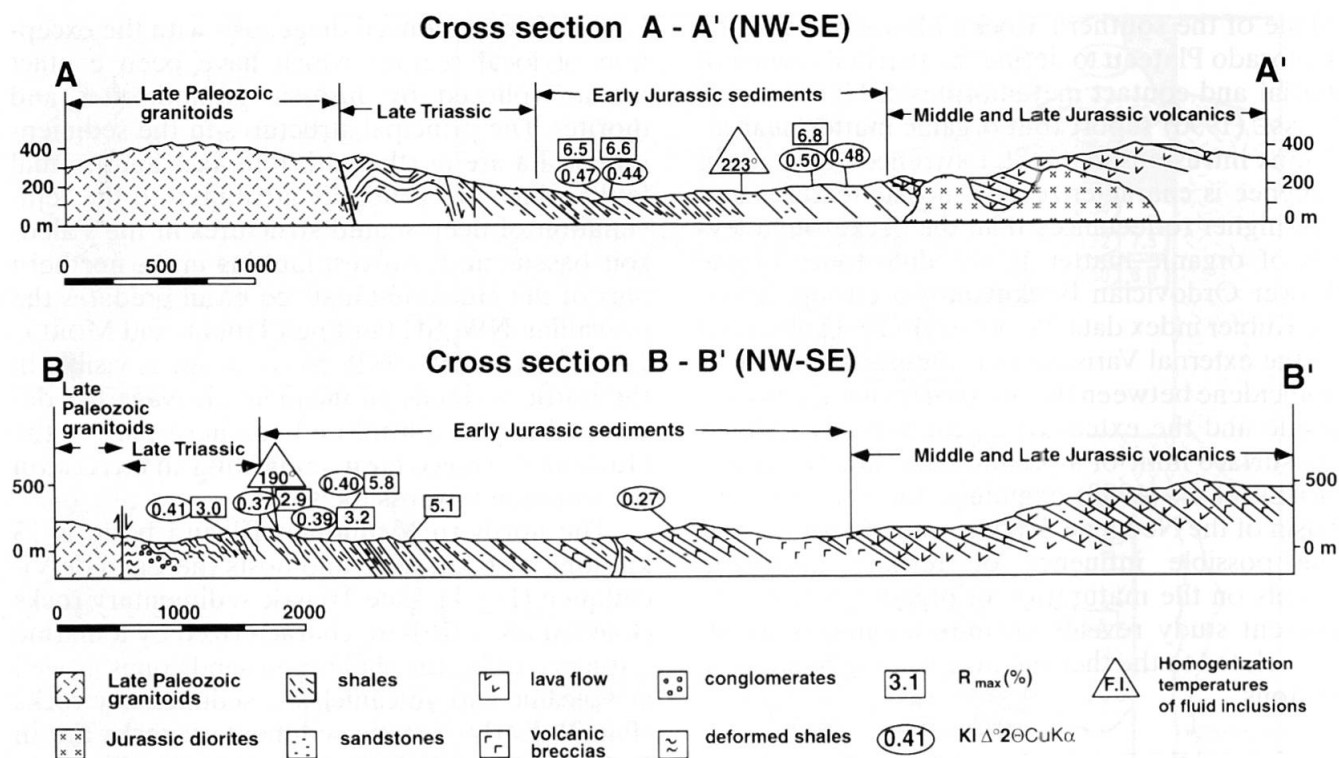 Cross section A - A' (NW-SE)
A
A'
Late Paleozoic
granitoids
Late Triassic
Early Jurassic sediments
Middle and Late Jurassic volcanics
400
200
0 m
6.5
6.6
0.47
0.44
223°
6.8
0.50
0.48
400
200
0 m
0
500
1000
Cross section B - B' (NW-SE)
B
B'
Late
Paleozoic
granitoids
Late Triassic
Early Jurassic sediments
Middle and Late Jurassic volcanics
500
0 m
0.41
3.0
190°
0.37
2.9
0.39
0.40
5.8
3.2
5.1
0.27
500
0 m
0
1000
2000
Late Paleozoic
granitoids
shales
lava flow
conglomerates
3.1
Rmax(%)
F.I.
Homogenization
temperatures
of fluid inclusions
Jurassic diorites
sandstones
volcanic
breccias
deformed shales
0.41
KI Δ°2ΘCuKα